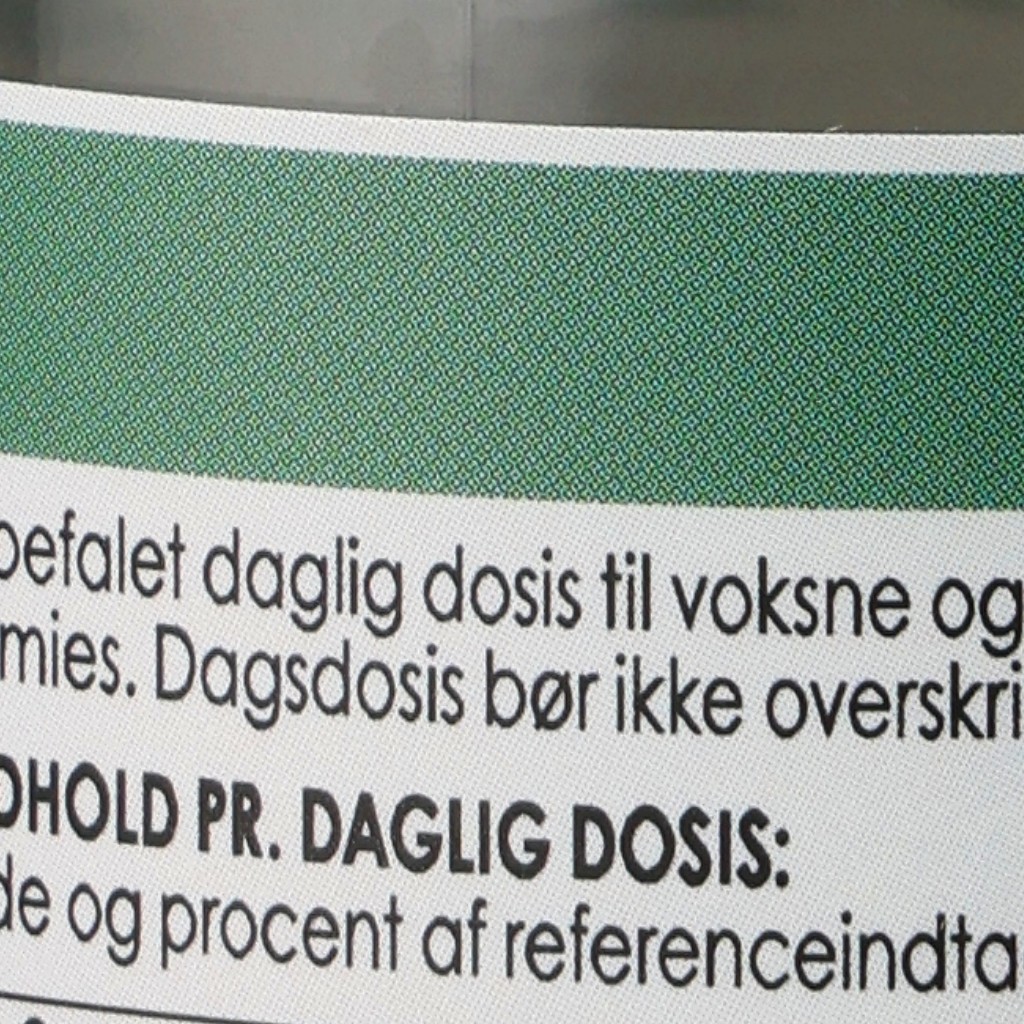 befalet daglig dosis til voksne og
mies. Dagsdosis bør ikke overskri
DHOLD PR. DAGLIG DOSIS:
de og procent af referenceindta